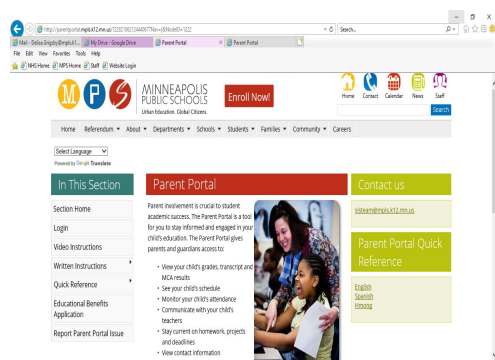 http://parentportal.mpls.k12.mn.us/
Search...
Mail - Delisa.Grigsby@mpls.k1...
My Drive - Google Drive
Parent Portal
Parent Portal
File Edit View Favorites Tools Help
NHS Home MPS Home Staff Website Login
MPS
MINNEAPOLIS
PUBLIC SCHOOLS
Urban Education. Global Citizens.
Enroll Now!
Home Contact Calendar News Staff
Search
Home Referendum About Departments Schools Students Families Community Careers
Select Language
Powered by Google Translate
In This Section
Section Home
Login
Video Instructions
Written Instructions
Quick Reference
Educational Benefits
Application
Report Parent Portal Issue
Parent Portal
Parent involvement is crucial to student
academic success. The Parent Portal is a tool
for you to stay informed and engaged in your
child's education. The Parent Portal gives
parents and guardians access to:
• View your child's grades, transcript and
MCA results
• See your child's schedule
• Monitor your child's attendance
• Communicate with your child's
teachers
• Stay current on homework, projects
and deadlines
• View contact information
Contact us
sisteam@mpls.k12.mn.us
Parent Portal Quick
Reference
English
Spanish
Hmong